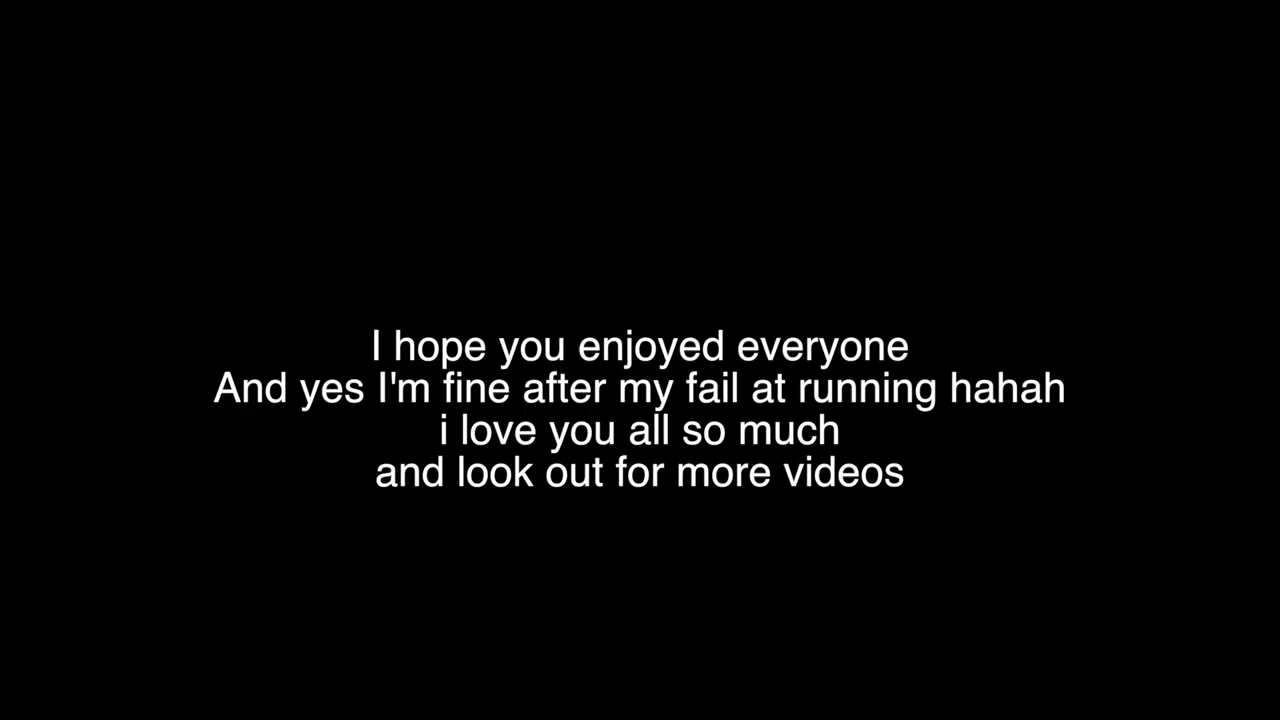 I hope you enjoyed everyone
And yes I'm fine after my fail at running hahah
i love you all so much
and look out for more videos